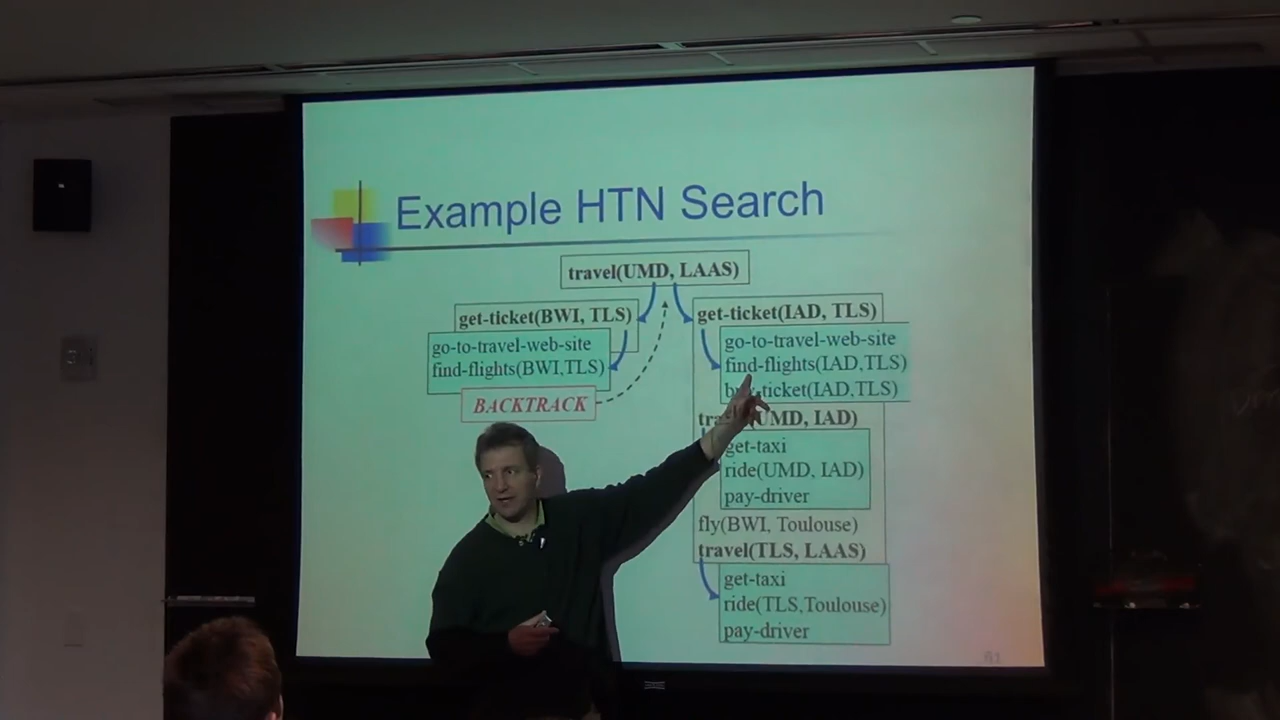 Example HTN Search
travel(UMD, LAAS)
get-ticket(BWI, TLS)
go-to-travel-web-site
find-flights(BWI,TLS)
BACKTRACK
get-ticket(IAD, TLS)
go-to-travel-web-site
find-flights(IAD,TLS)
buy-ticket(IAD,TLS)
travel(UMD, IAD)
get-taxi
ride(UMD, IAD)
pay-driver
fly(BWI, Toulouse)
travel(TLS, LAAS)
get-taxi
ride(TLS,Toulouse)
pay-driver